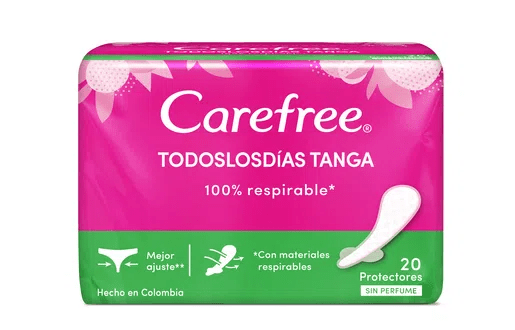 Carefree®
TODOSLOSDÍAS TANGA
100% respirable*
Mejor
ajuste**
*Con materiales
respirables
20
Protectores
SIN PERFUME
Hecho en Colombia